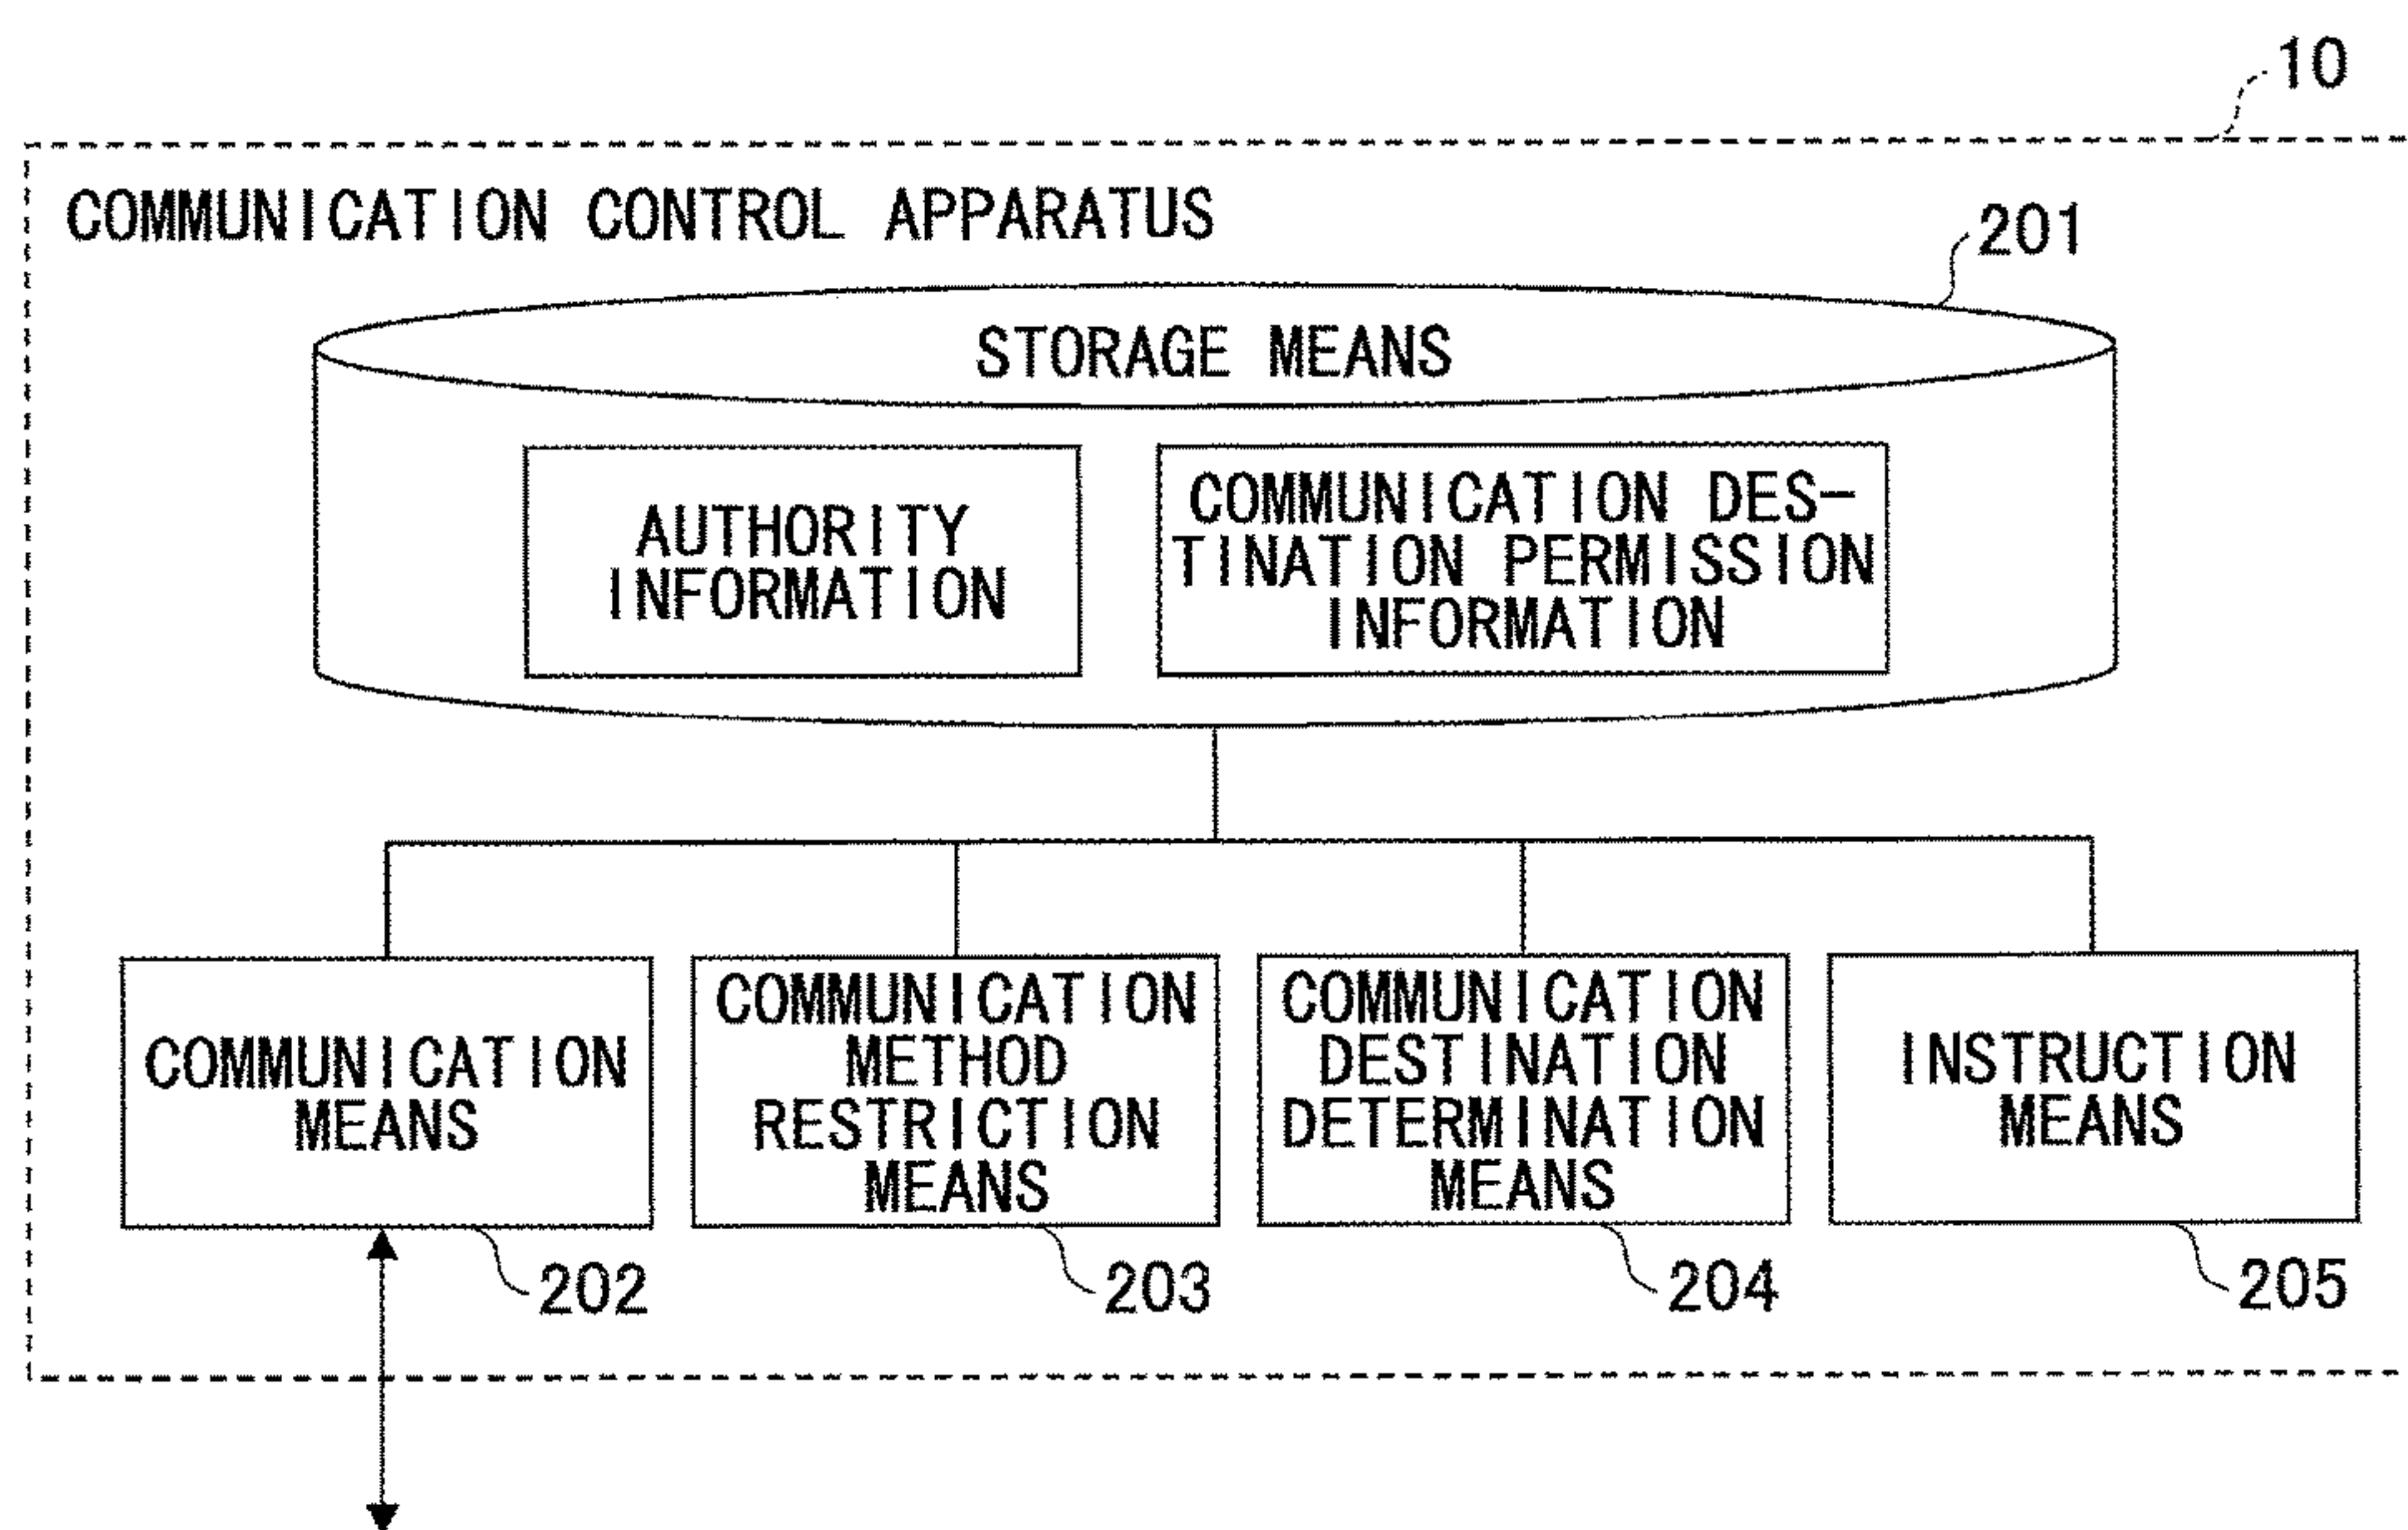 10
COMMUNICATION CONTROL APPARATUS
201
STORAGE MEANS
AUTHORITY
INFORMATION
COMMUNICATION DES-
TINATION PERMISSION
INFORMATION
COMMUNICATION
MEANS
202
COMMUNICATION
METHOD
RESTRICTION
MEANS
203
COMMUNICATION
DESTINATION
DETERMINATION
MEANS
204
INSTRUCTION
MEANS
205